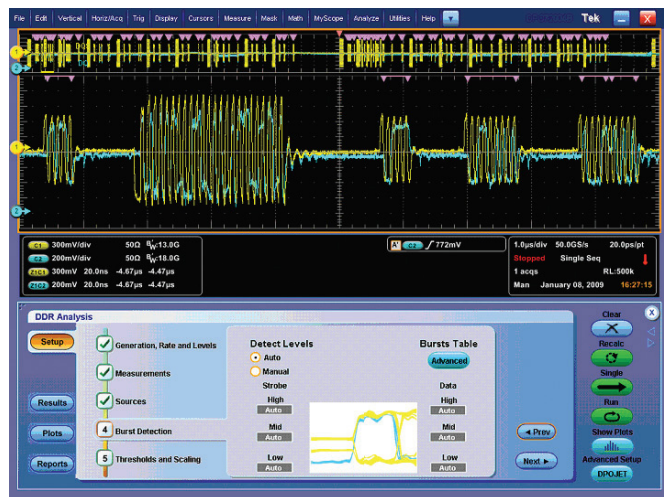 File Edit Vertical Horiz/Acq Trig Display Cursors Measure Mask Math MyScope Analyze Utilities Help
Tek
X
1
2
1
2
C1 300mV/div 50Ω BW:13.0G
C2 200mV/div 50Ω BW:18.0G
Z1C1 300mV 20.0ns -4.67µs -4.47µs
Z1C2 200mV 20.0ns -4.67µs -4.47µs
A' C2 772mV
1.0µs/div 50.0GS/s 20.0ps/pt
Stopped Single Seq
1 acqs RL:500k
Man January 08, 2009 16:27:15
DDR Analysis
Setup
Results
Plots
Reports
Generation, Rate and Levels
Measurements
Sources
4 Burst Detection
5 Thresholds and Scaling
Detect Levels
Auto
Manual
Strobe
High
Auto
Mid
Auto
Low
Auto
Bursts Table
Advanced
Data
High
Auto
Mid
Auto
Low
Auto
Prev
Next
Clear
X
Recalc
Single
Run
Show Plots
Advanced Setup
DPOJET